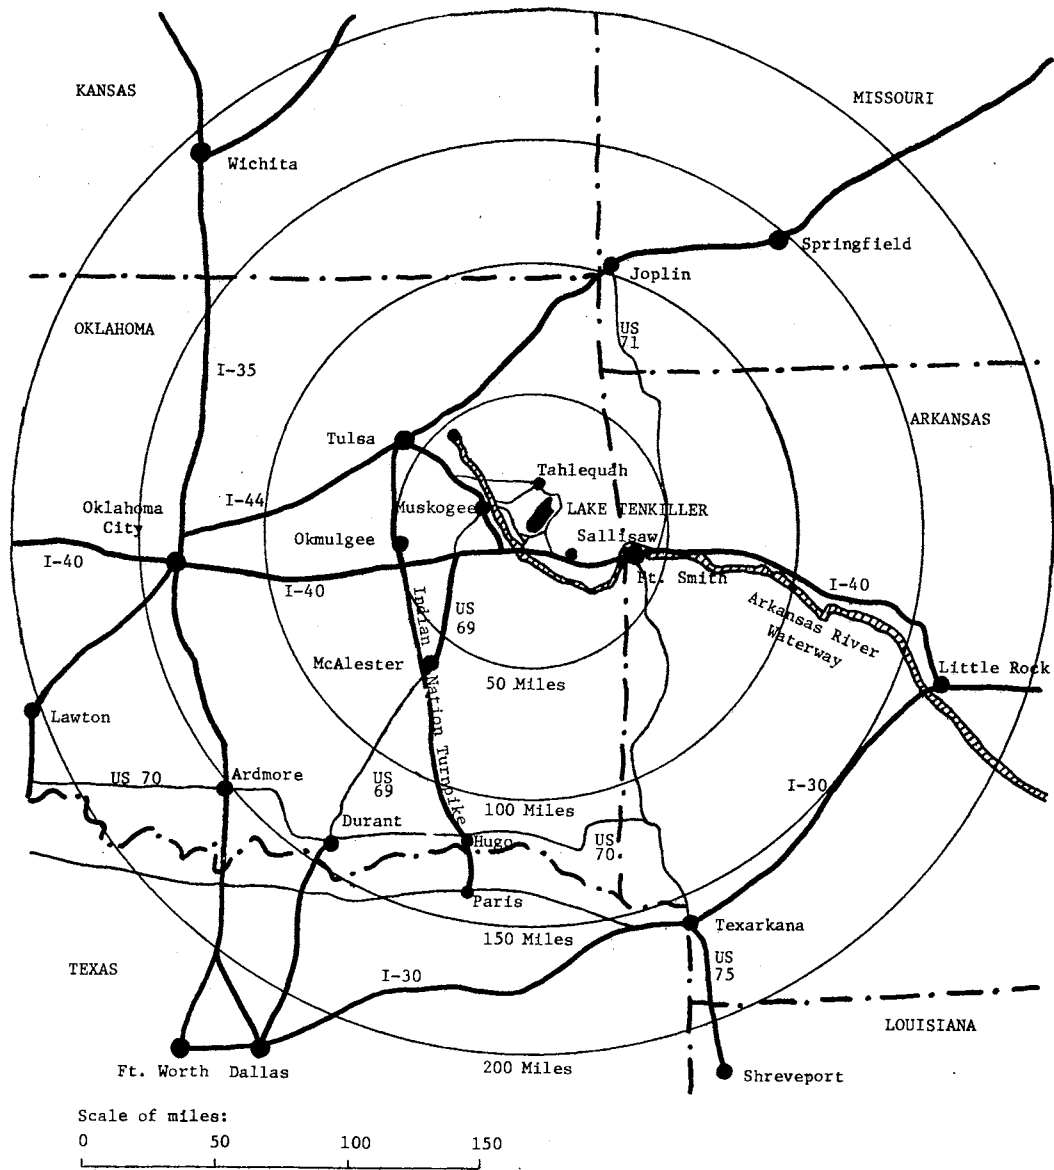 KANSAS
MISSOURI
Wichita
Springfield
Joplin
OKLAHOMA
US
71
I-35
ARKANSAS
Tulsa
Tahlequah
I-44
Oklahoma
City
Muskogee
LAKE TENKILLER
Okmulgee
Sallisaw
I-40
I-40
Ft. Smith
I-40
Indian Nation Turnpike
US
69
Arkansas River
Waterway
McAlester
50 Miles
Little Rock
Lawton
US 70
Ardmore
US
69
I-30
100 Miles
Durant
Hugo
US
70
Paris
Texarkana
150 Miles
TEXAS
I-30
US
75
LOUISIANA
Ft. Worth
Dallas
200 Miles
Shreveport
Scale of miles:
0 50 100 150